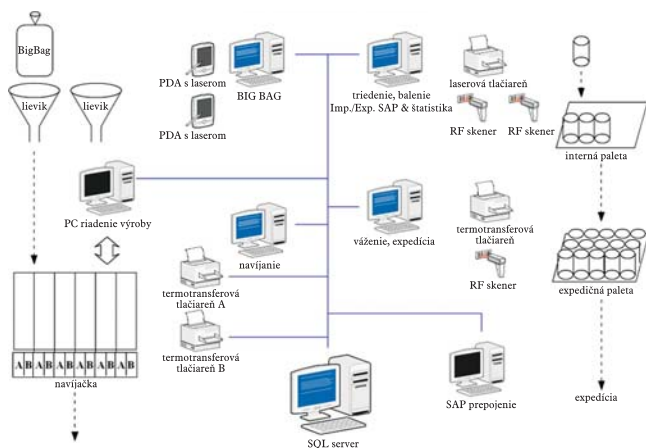 BigBag
lievik
lievik
PDA s laserom
BIG BAG
PDA s laserom
triedenie, balenie
Imp./Exp. SAP & štatistika
laserová tlačiareň
RF skener
RF skener
interná paleta
PC riadenie výroby
navíjanie
váženie, expedícia
termotransferová
tlačiareň
RF skener
expedičná paleta
termotransferová
tlačiareň A
termotransferová
tlačiareň B
A B A B A B A B A B A B
navíjačka
SQL server
SAP prepojenie
expedícia